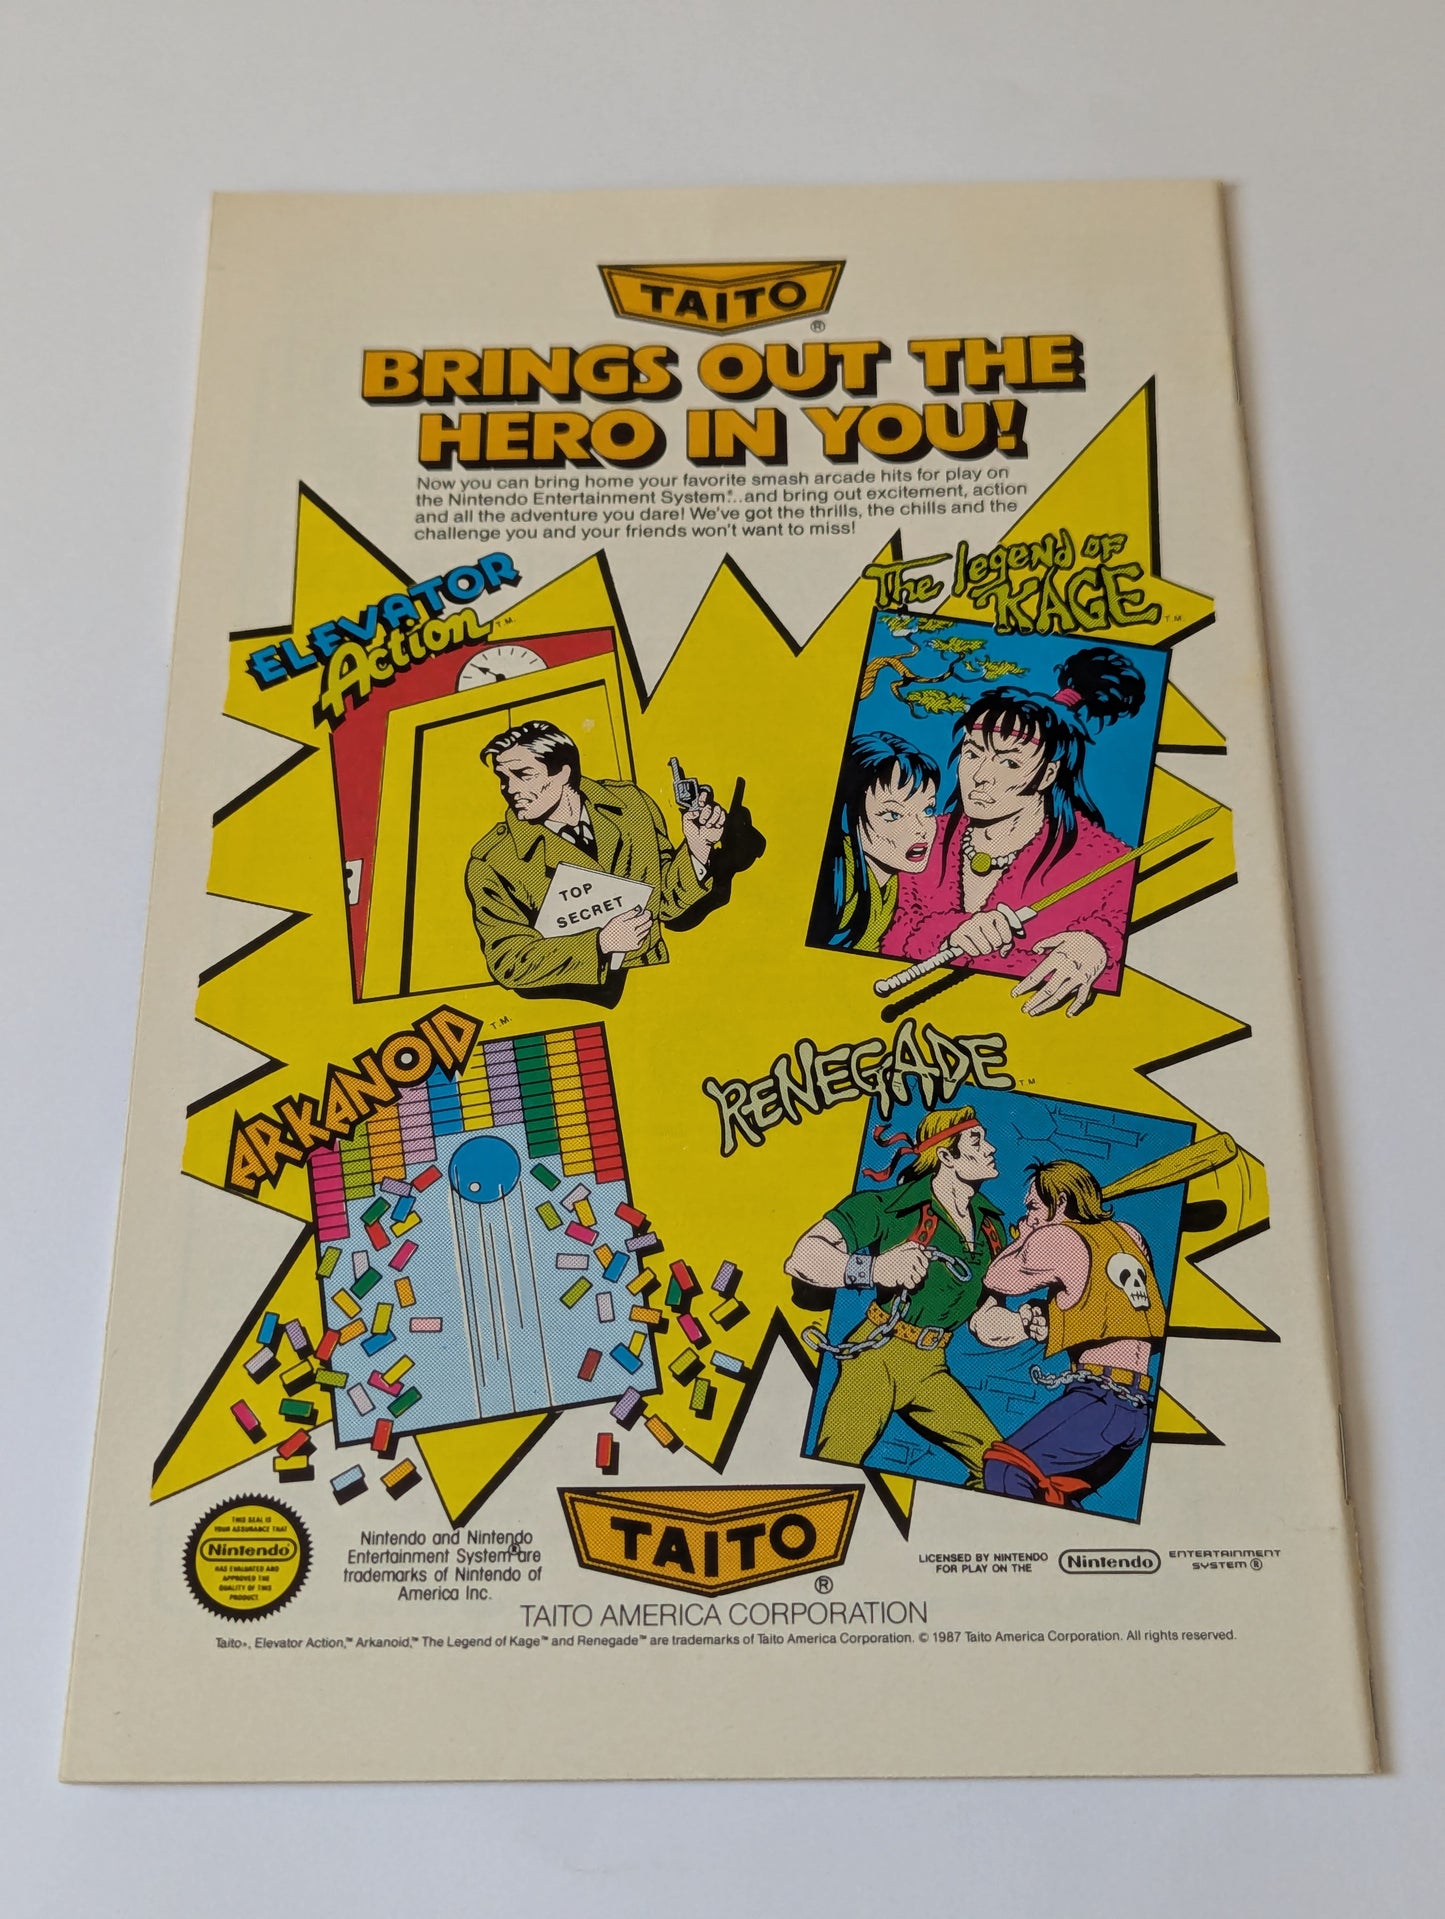 TAITO
®
BRINGS OUT THE
HERO IN YOU!
Now you can bring home your favorite smash arcade hits for play on
the Nintendo Entertainment System®...and bring out excitement, action
and all the adventure you dare! We've got the thrills, the chills and the
challenge you and your friends won't want to miss!
ELEVATOR
Action T.M.
The legend of
KAGE T.M.
TOP
SECRET
ARKANOID T.M.
RENEGADE TM
THIS SEAL IS
YOUR ASSURANCE THAT
Nintendo
HAS EVALUATED AND
APPROVED THE
QUALITY OF THIS
PRODUCT.
Nintendo and Nintendo
Entertainment System® are
trademarks of Nintendo of
America Inc.
TAITO
®
LICENSED BY NINTENDO
FOR PLAY ON THE
Nintendo
ENTERTAINMENT
SYSTEM®
TAITO AMERICA CORPORATION
Taito®, Elevator Action,™ Arkanoid,™ The Legend of Kage™ and Renegade™ are trademarks of Taito America Corporation. © 1987 Taito America Corporation. All rights reserved.